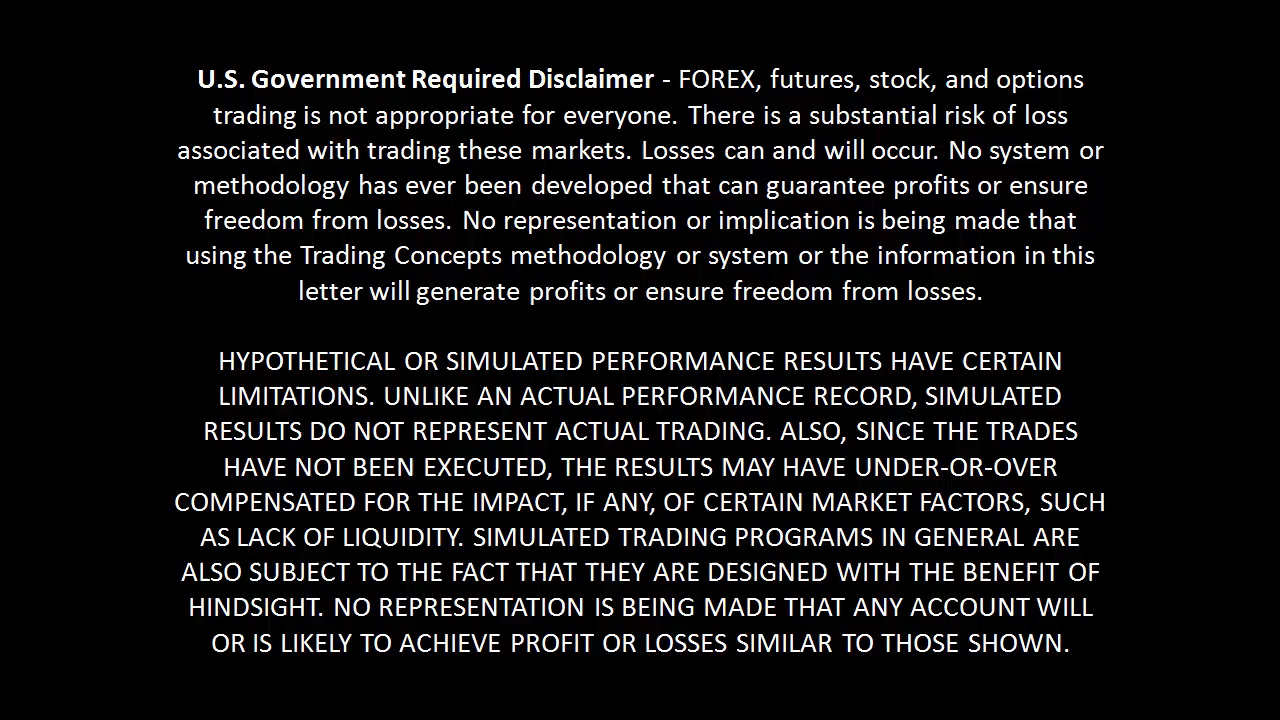 U.S. Government Required Disclaimer - FOREX, futures, stock, and options
trading is not appropriate for everyone. There is a substantial risk of loss
associated with trading these markets. Losses can and will occur. No system or
methodology has ever been developed that can guarantee profits or ensure
freedom from losses. No representation or implication is being made that
using the Trading Concepts methodology or system or the information in this
letter will generate profits or ensure freedom from losses.
HYPOTHETICAL OR SIMULATED PERFORMANCE RESULTS HAVE CERTAIN
LIMITATIONS. UNLIKE AN ACTUAL PERFORMANCE RECORD, SIMULATED
RESULTS DO NOT REPRESENT ACTUAL TRADING. ALSO, SINCE THE TRADES
HAVE NOT BEEN EXECUTED, THE RESULTS MAY HAVE UNDER-OR-OVER
COMPENSATED FOR THE IMPACT, IF ANY, OF CERTAIN MARKET FACTORS, SUCH
AS LACK OF LIQUIDITY. SIMULATED TRADING PROGRAMS IN GENERAL ARE
ALSO SUBJECT TO THE FACT THAT THEY ARE DESIGNED WITH THE BENEFIT OF
HINDSIGHT. NO REPRESENTATION IS BEING MADE THAT ANY ACCOUNT WILL
OR IS LIKELY TO ACHIEVE PROFIT OR LOSSES SIMILAR TO THOSE SHOWN.